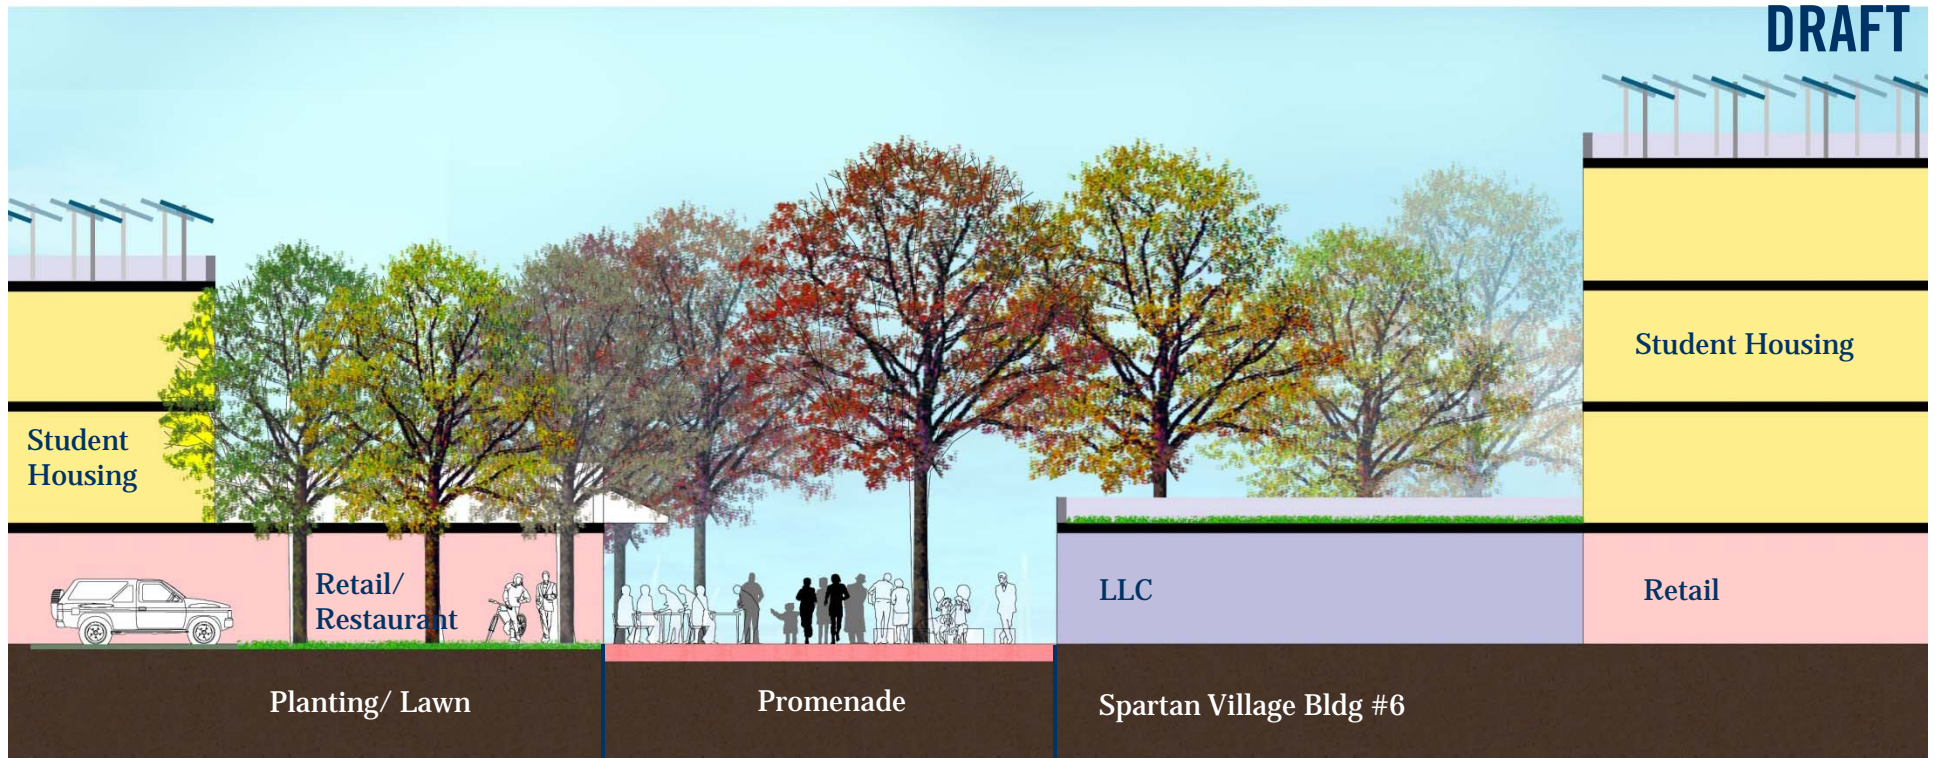 DRAFT
Student Housing
Student
Housing
Retail/
Restaurant
LLC
Retail
Planting/ Lawn
Promenade
Spartan Village Bldg #6